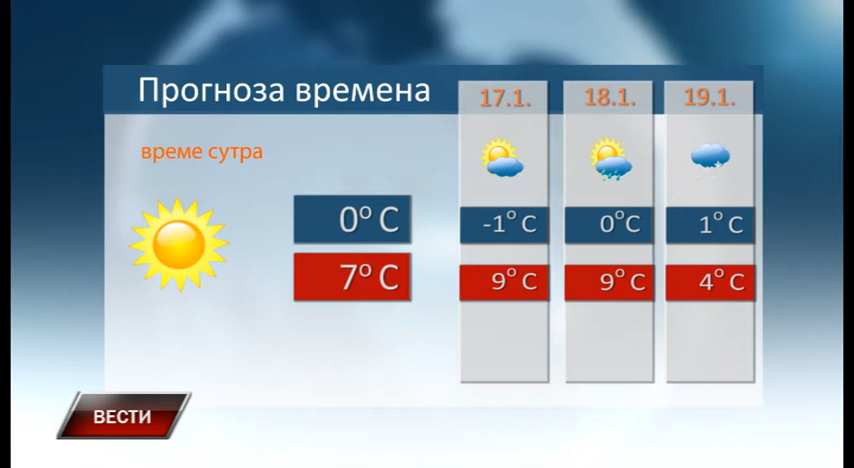 Прогноза времена
време сутра
0° C
7° C
17.1. 18.1. 19.1.
-1° C 0°C 1° C
9° C 9° C 4° C
ВЕСТИ